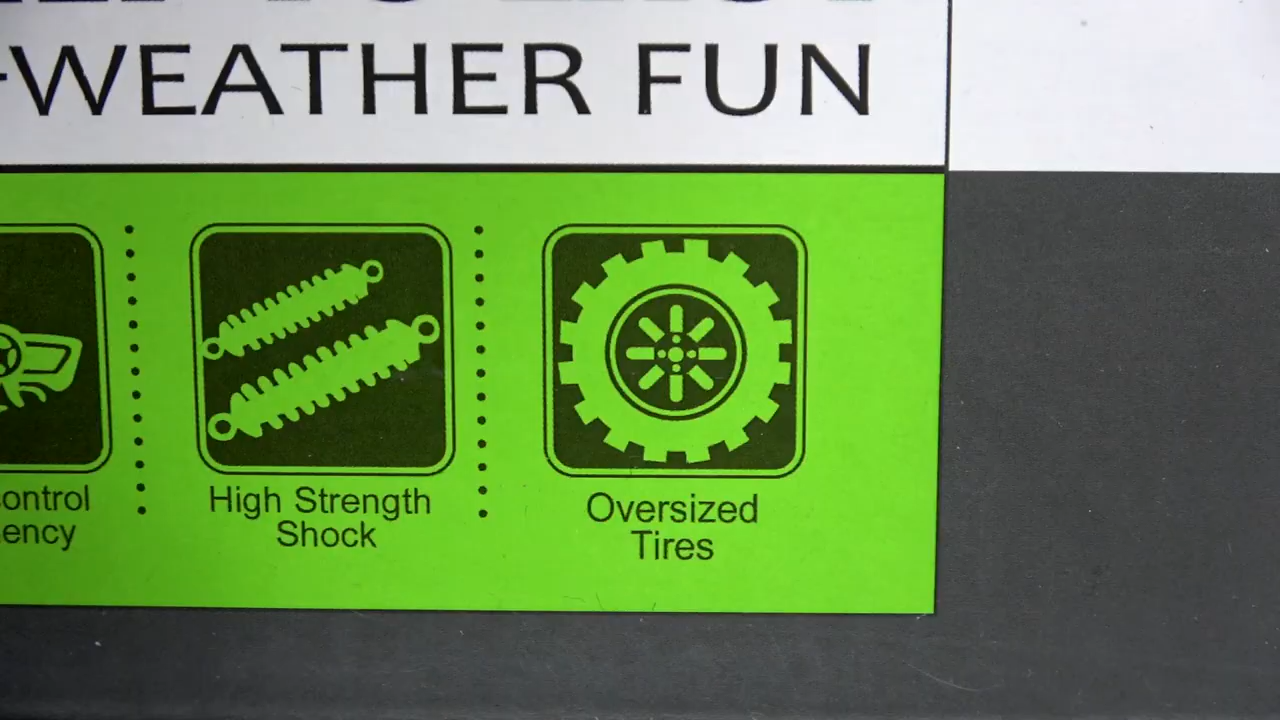 -WEATHER FUN
High Strength
Shock
Oversized
Tires